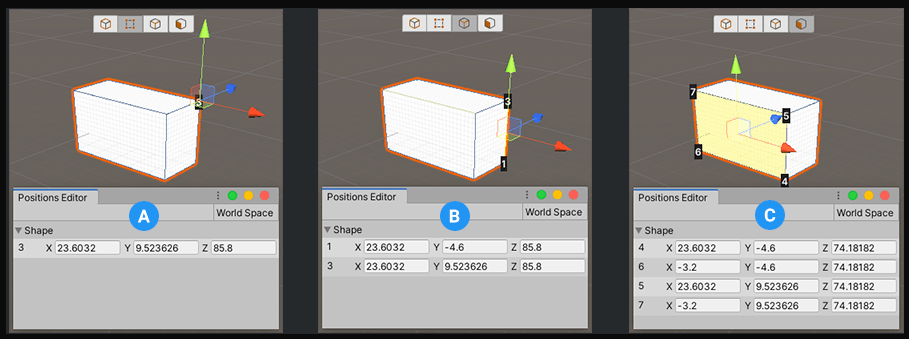 3
Positions Editor
A
World Space
Shape
3 X 23.6032 Y 9.523626 Z 85.8
3
1
Positions Editor
B
World Space
Shape
1 X 23.6032 Y -4.6 Z 85.8
3 X 23.6032 Y 9.523626 Z 85.8
7
5
6
4
Positions Editor
C
World Space
Shape
4 X 23.6032 Y -4.6 Z 74.18182
6 X -3.2 Y -4.6 Z 74.18182
5 X 23.6032 Y 9.523626 Z 74.18182
7 X -3.2 Y 9.523626 Z 74.18182